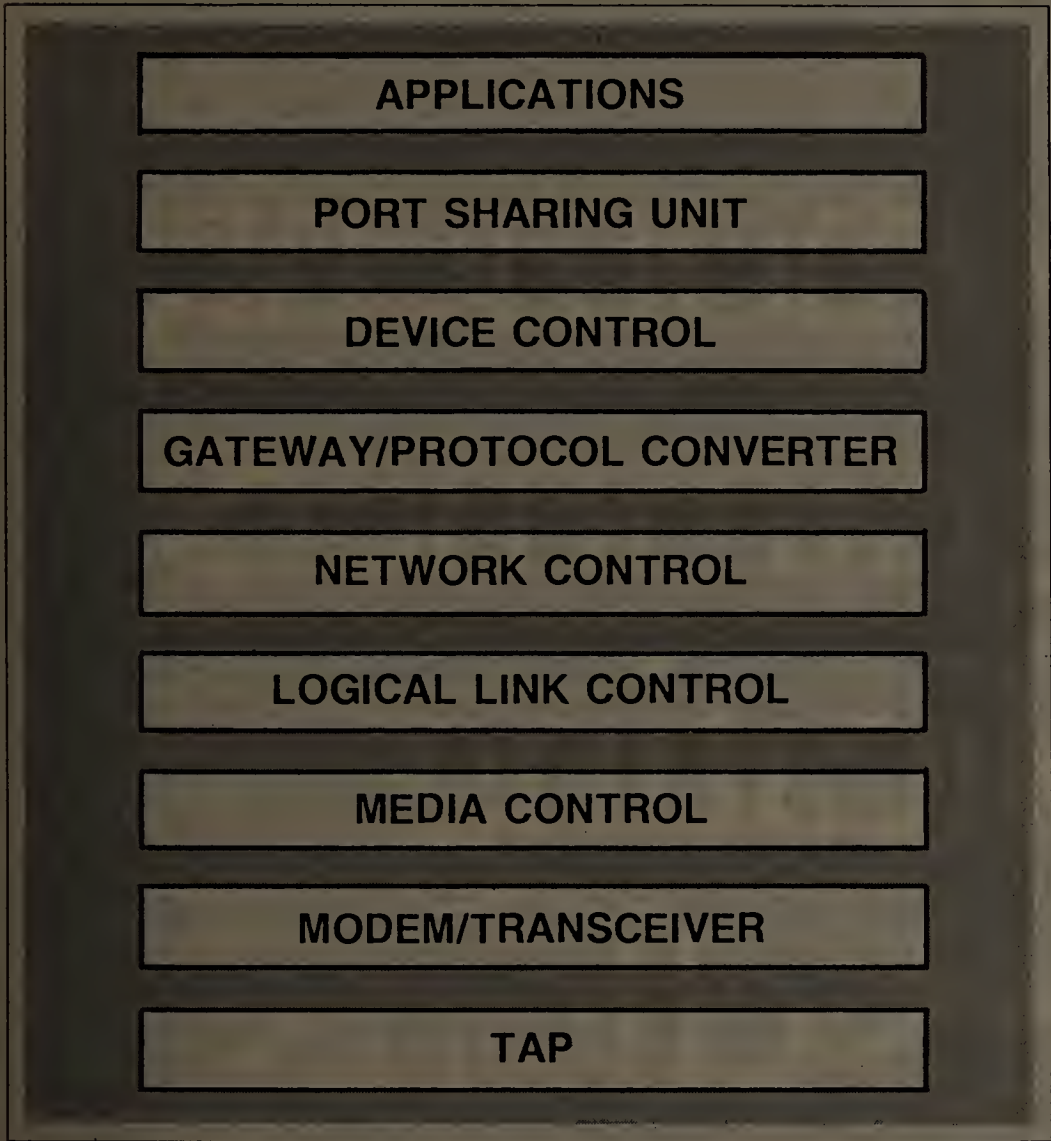 APPLICATIONS
PORT SHARING UNIT
DEVICE CONTROL
GATEWAY/PROTOCOL CONVERTER
NETWORK CONTROL
LOGICAL LINK CONTROL
MEDIA CONTROL
MODEM/TRANSCEIVER
TAP